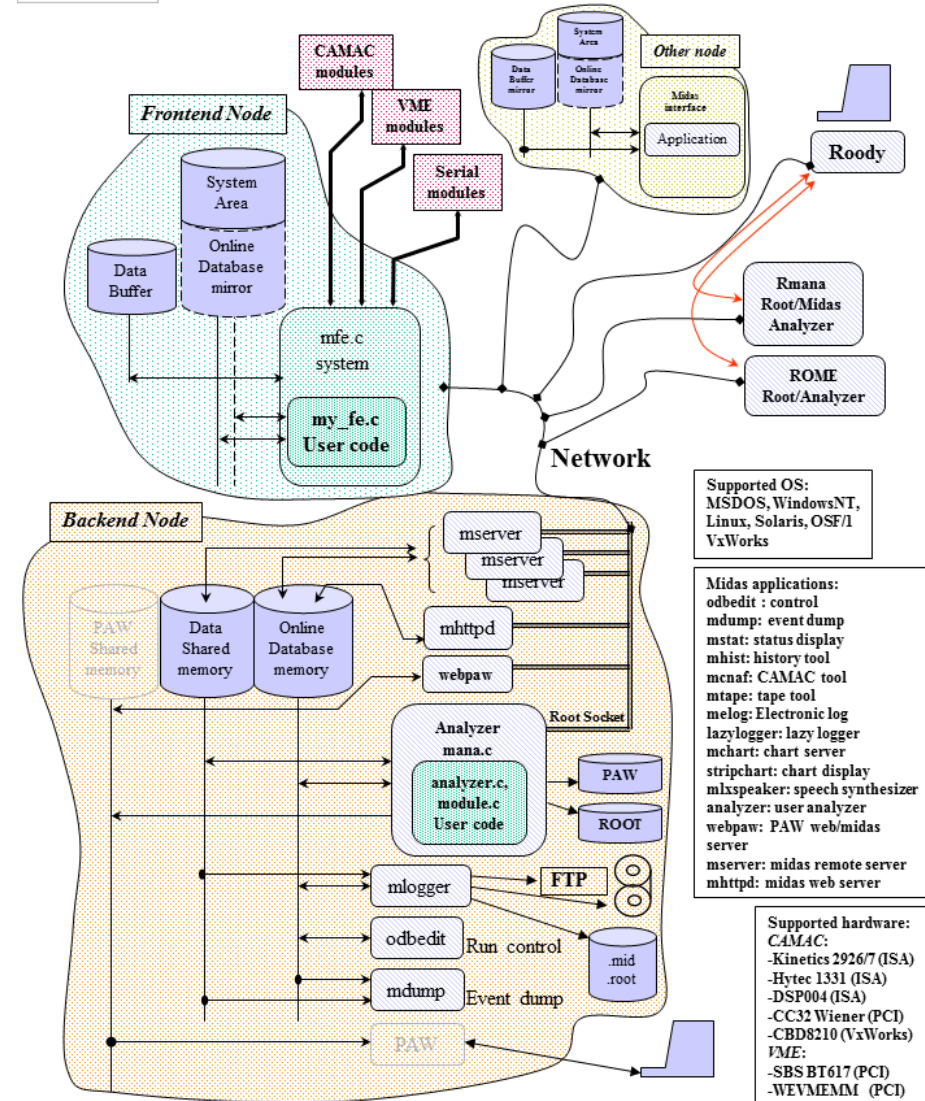 CAMAC
modules
VME
modules
Serial
modules
Frontend Node
System
Area
Online
Database
mirror
Data
Buffer
mfe.c
system
my_fe.c
User code
Other node
System
Area
Data
Buffer
mirror
Online
Database
mirror
Midas
interface
Application
Roody
Rmana
Root/Midas
Analyzer
ROME
Root/Analyzer
Network
Backend Node
mserver
mserver
mserver
PAW
Shared
memory
Data
Shared
memory
Online
Database
memory
mhttpd
webpaw
Root Socket
Analyzer
mana.c
analyzer.c,
module.c
User code
PAW
ROOT
mlogger
FTP
odbedit
Run control
.mid
.root
mdump
Event dump
PAW
Supported OS:
MSDOS, WindowsNT,
Linux, Solaris, OSF/1
VxWorks
Midas applications:
odbedit : control
mdump: event dump
mstat: status display
mhist: history tool
mcnaf: CAMAC tool
mtape: tape tool
melog: Electronic log
lazylogger: lazy logger
mchart: chart server
stripchart: chart display
mlxspeaker: speech synthesizer
analyzer: user analyzer
webpaw: PAW web/midas
server
mserver: midas remote server
mhttpd: midas web server
Supported hardware:
CAMAC:
-Kinetics 2926/7 (ISA)
-Hytec 1331 (ISA)
-DSP004 (ISA)
-CC32 Wiener (PCI)
-CBD8210 (VxWorks)
VME:
-SBS BT617 (PCI)
-WEVMEMM (PCI)